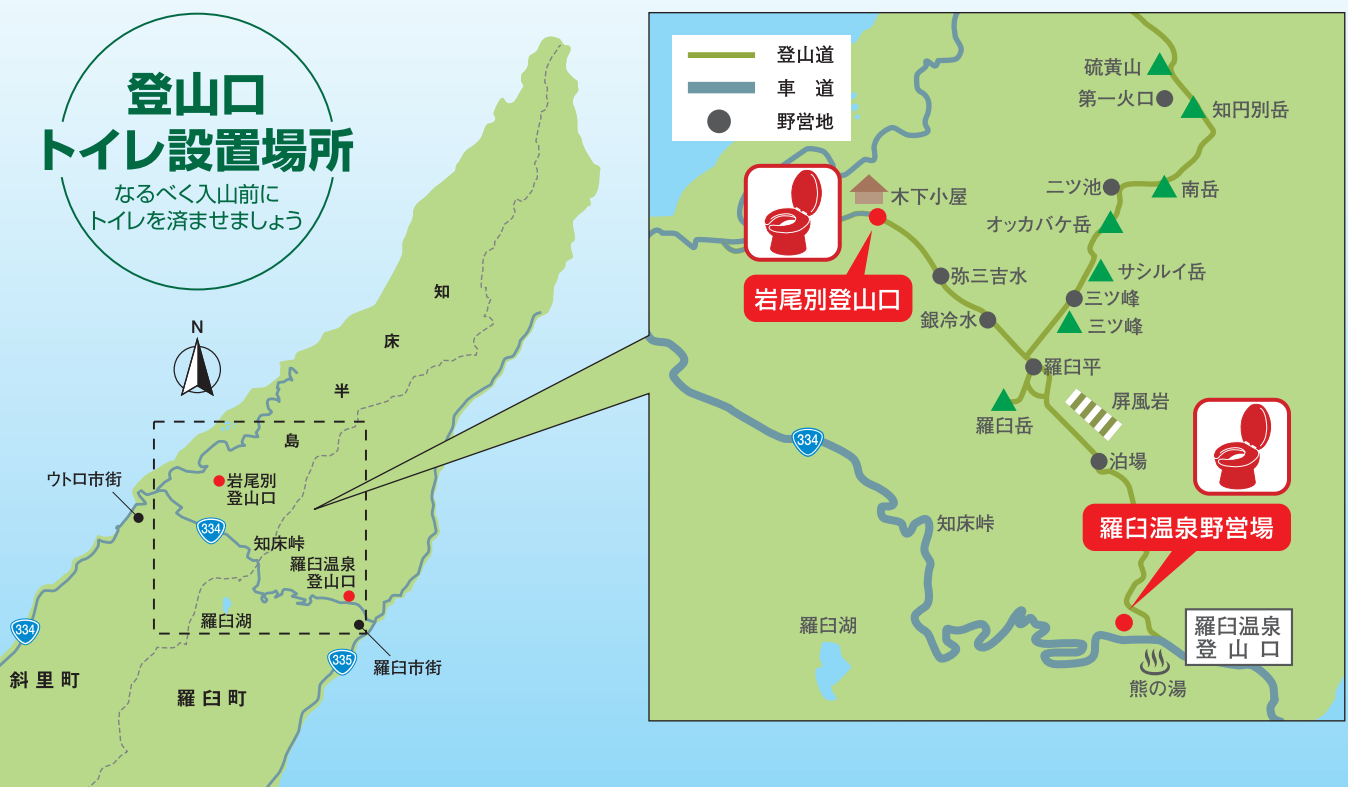 登山口
トイレ設置場所
なるべく入山前に
トイレを済ませましょう
N
知床半島
ウトロ市街
岩尾別
登山口
334
知床峠
羅臼温泉
登山口
羅臼湖
334
335
羅臼市街
斜里町
羅臼町
登山道
車 道
野営地
硫黄山
第一火口
知円別岳
二ツ池
南岳
オッカバケ岳
サシルイ岳
三ツ峰
三ツ峰
木下小屋
岩尾別登山口
弥三吉水
銀冷水
羅臼平
屏風岩
羅臼岳
泊場
334
知床峠
羅臼温泉野営場
羅臼湖
羅臼温泉
登山口
熊の湯